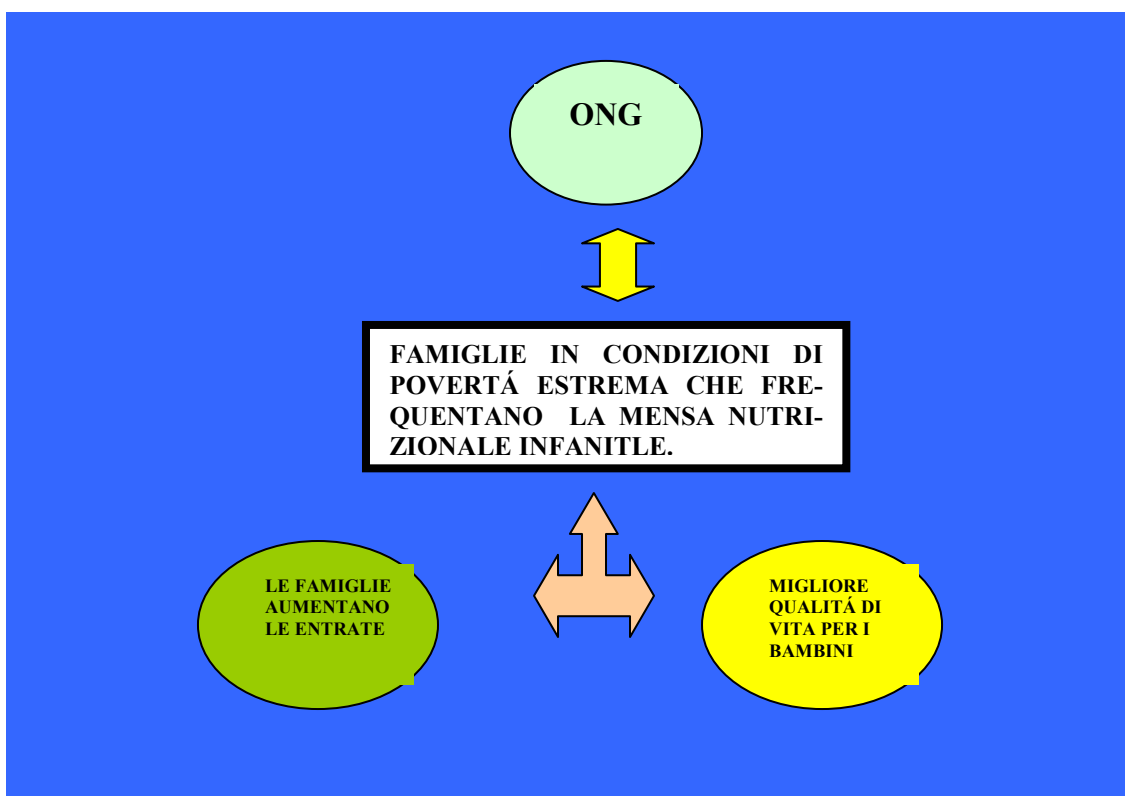 ONG
FAMIGLIE IN CONDIZIONI DI
POVERTÁ ESTREMA CHE FRE-
QUENTANO LA MENSA NUTRI-
ZIONALE INFANITLE.
LE FAMIGLIE
AUMENTANO
LE ENTRATE
MIGLIORE
QUALITÁ DI
VITA PER I
BAMBINI